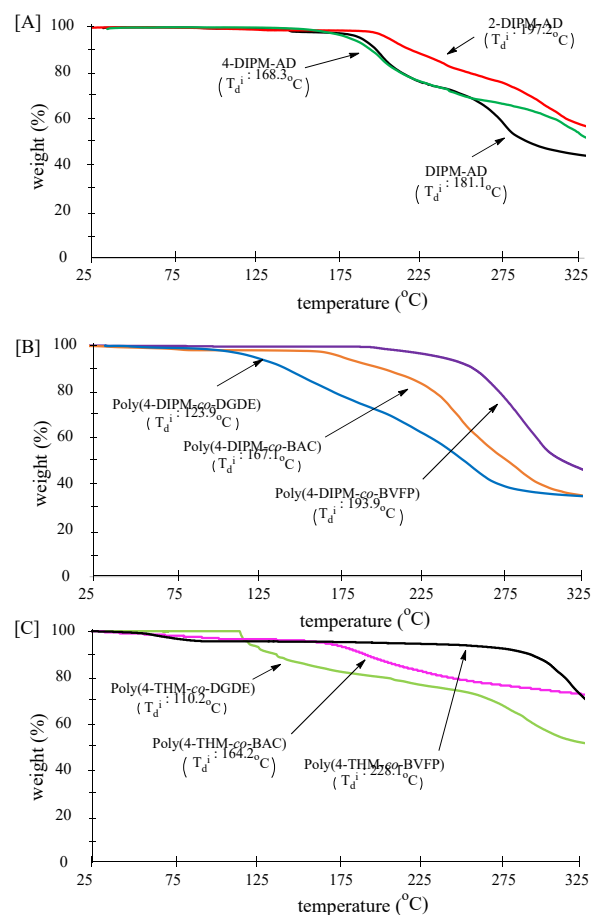 [A]
100
80
60
40
20
0
weight (%)
2-DIPM-AD
( Tdi : 197.2oC )
4-DIPM-AD
( Tdi : 168.3oC )
DIPM-AD
( Tdi : 181.1oC )
25 75 125 175 225 275 325
temperature (oC)
[B]
100
80
60
40
20
0
weight (%)
Poly(4-DIPM-co-DGDE)
( Tdi : 123.9oC )
Poly(4-DIPM-co-BAC)
( Tdi : 167.1oC )
Poly(4-DIPM-co-BVFP)
( Tdi : 193.9oC )
25 75 125 175 225 275 325
temperature (oC)
[C]
100
80
60
40
20
0
weight (%)
Poly(4-THM-co-DGDE)
( Tdi : 110.2oC )
Poly(4-THM-co-BAC)
( Tdi : 164.2oC )
Poly(4-THM-co-BVFP)
( Tdi : 228.1oC )
25 75 125 175 225 275 325
temperature (oC)